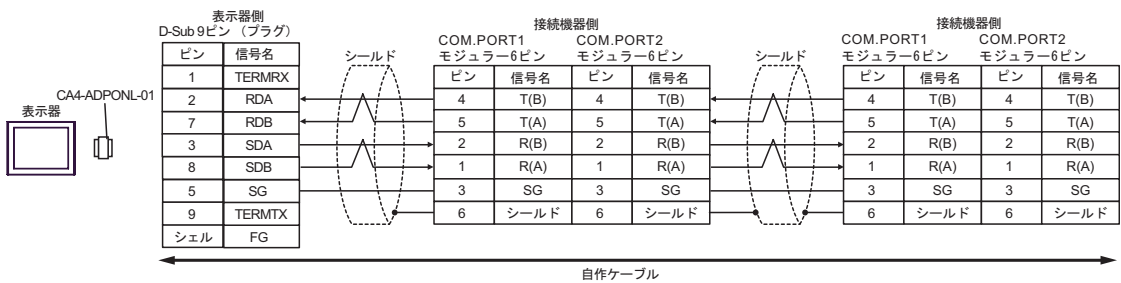 表示器側
D-Sub 9ピン （プラグ）
ピン 信号名
1 TERMRX
2 RDA
7 RDB
3 SDA
8 SDB
5 SG
9 TERMTX
シェル FG
表示器
CA4-ADPONL-01
シールド
接続機器側
COM.PORT1 COM.PORT2
モジュラー6ピン モジュラー6ピン
ピン 信号名 ピン 信号名
4 T(B) 4 T(B)
5 T(A) 5 T(A)
2 R(B) 2 R(B)
1 R(A) 1 R(A)
3 SG 3 SG
6 シールド 6 シールド
シールド
接続機器側
COM.PORT1 COM.PORT2
モジュラー6ピン モジュラー6ピン
ピン 信号名 ピン 信号名
4 T(B) 4 T(B)
5 T(A) 5 T(A)
2 R(B) 2 R(B)
1 R(A) 1 R(A)
3 SG 3 SG
6 シールド 6 シールド
自作ケーブル